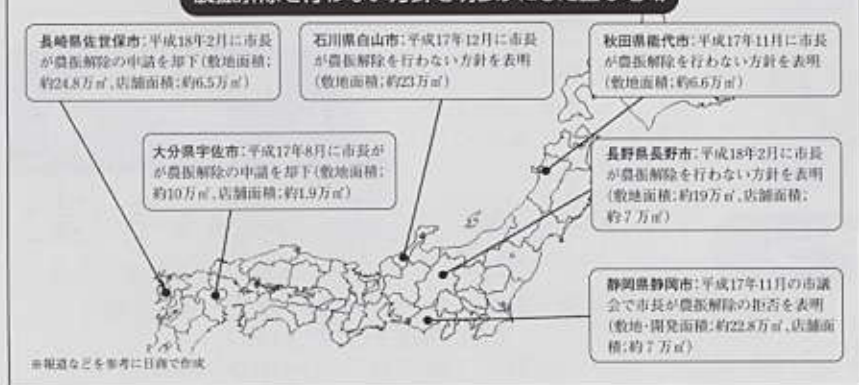 長崎県佐世保市:平成18年2月に市長
が農振解除の申請を却下(敷地面積;
約24.8万㎡、店舗面積;約6.5万㎡)
石川県白山市:平成17年12月に市長
が農振解除を行わない方針を表明
(敷地面積;約23万㎡)
秋田県能代市:平成17年11月に市長
が農振解除を行わない方針を表明
(敷地面積;約6.6万㎡)
大分県宇佐市:平成17年8月に市長が
が農振解除の申請を却下(敷地面積;
約10万㎡、店舗面積;約1.9万㎡)
長野県長野市:平成18年2月に市長
が農振解除を行わない方針を表明
(敷地面積;約19万㎡、店舗面積;
約7万㎡)
静岡県静岡市:平成17年11月の市議
会で市長が農振解除の拒否を表明
(敷地・開発面積;約22.8万㎡、店舗面
積;約7万㎡)
※報道などを参考に日商で作成